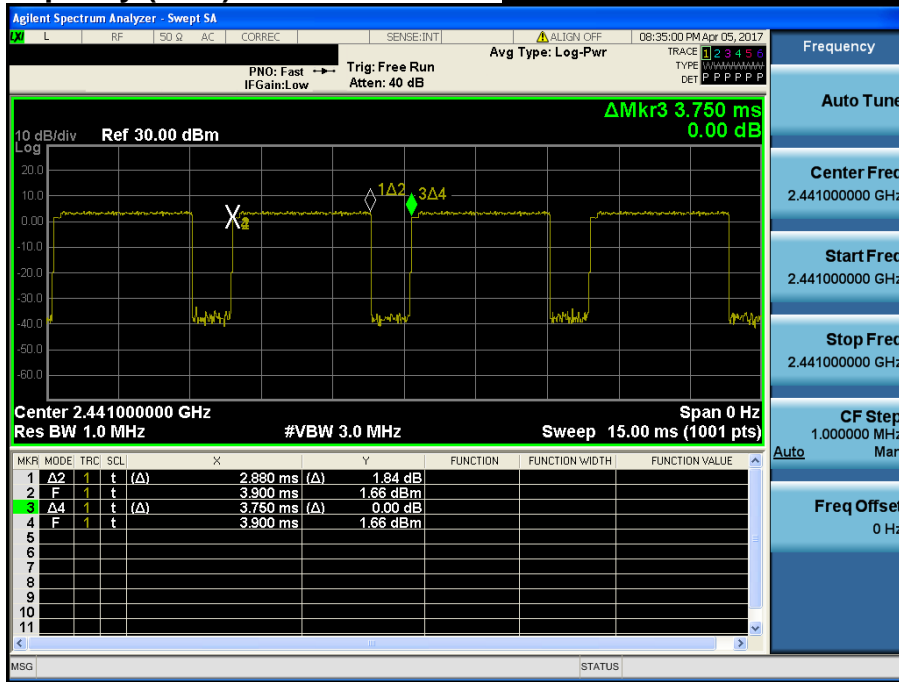 Agilent Spectrum Analyzer - Swept SA
LXI L RF 50 Ω AC CORREC SENSE:INT ALIGN OFF 08:35:00 PM Apr 05, 2017
Avg Type: Log-Pwr
TRACE 1 2 3 4 5 6
TYPE WWWWWW
DET P P P P P P
PNO: Fast
IFGain:Low
Trig: Free Run
Atten: 40 dB
Frequency
ΔMkr3 3.750 ms
0.00 dB
10 dB/div Ref 30.00 dBm
Log
20.0
10.0
0.00
-10.0
-20.0
-30.0
-40.0
-50.0
-60.0
1Δ2
3Δ4
Center 2.441000000 GHz Span 0 Hz
Res BW 1.0 MHz #VBW 3.0 MHz Sweep 15.00 ms (1001 pts)
MKR MODE TRC SCL X Y FUNCTION FUNCTION WIDTH FUNCTION VALUE
1 Δ2 1 t (Δ) 2.880 ms (Δ) 1.84 dB
2 F 1 t 3.900 ms 1.66 dBm
3 Δ4 1 t (Δ) 3.750 ms (Δ) 0.00 dB
4 F 1 t 3.900 ms 1.66 dBm
5
6
7
8
9
10
11
MSG STATUS
Auto Tune
Center Freq
2.441000000 GHz
Start Freq
2.441000000 GHz
Stop Freq
2.441000000 GHz
CF Step
1.000000 MHz
Auto Man
Freq Offset
0 Hz